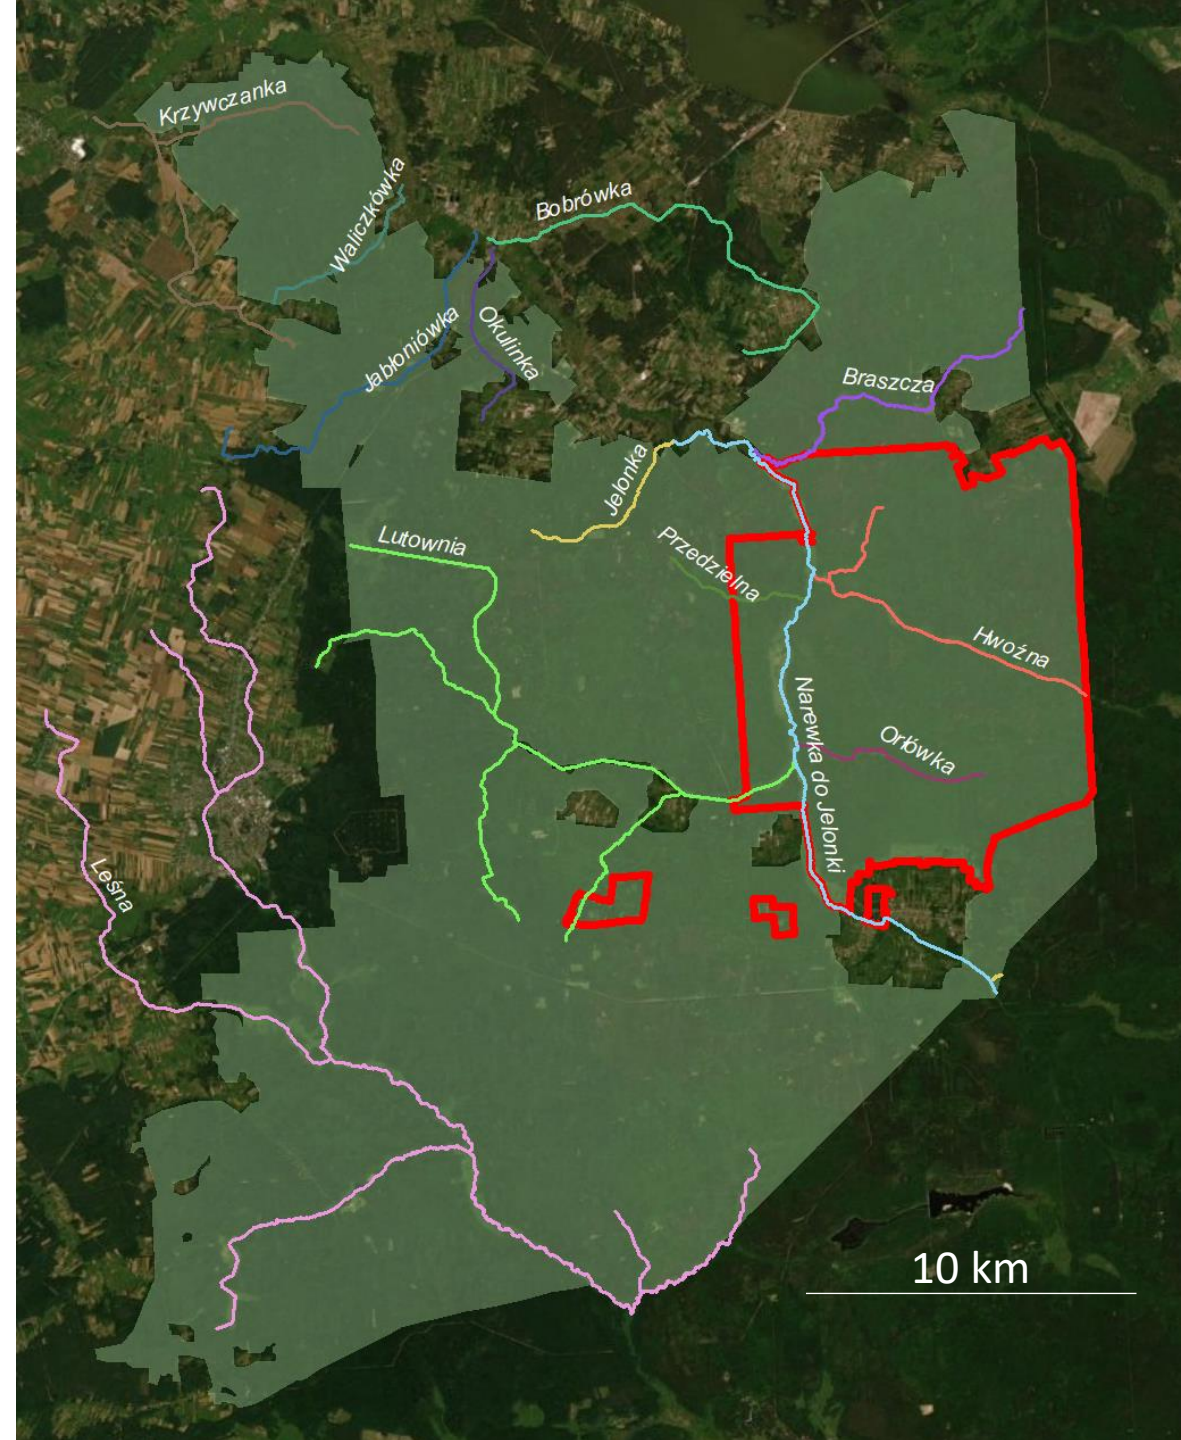 Krzywczanka
Waliczkówka
Bobrówka
Jabłoniówka
Okulinka
Braszcza
Jelonka
Lutownia
Przedzielna
Hwoźna
Narewka do Jelonki
Orłówka
Leśna
10 km